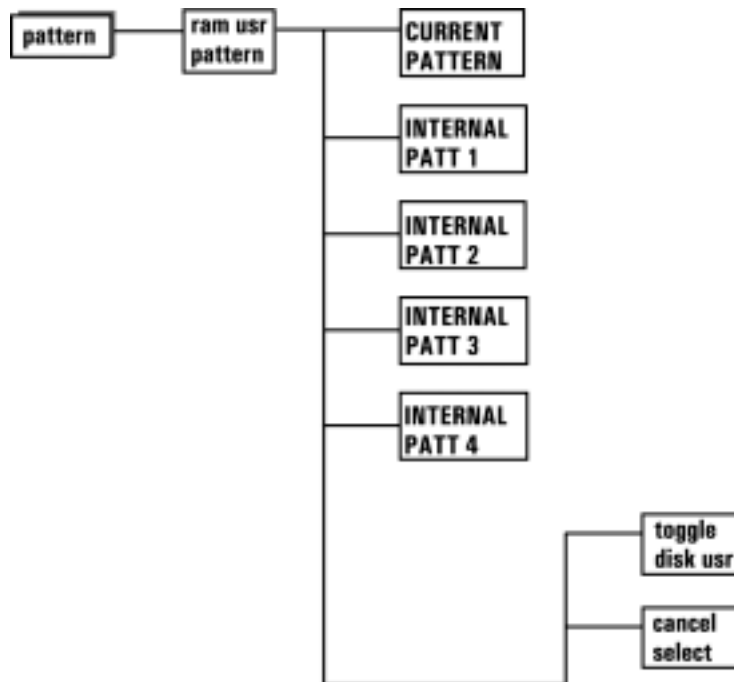 pattern
ram usr
pattern
CURRENT
PATTERN
INTERNAL
PATT 1
INTERNAL
PATT 2
INTERNAL
PATT 3
INTERNAL
PATT 4
toggle
disk usr
cancel
select